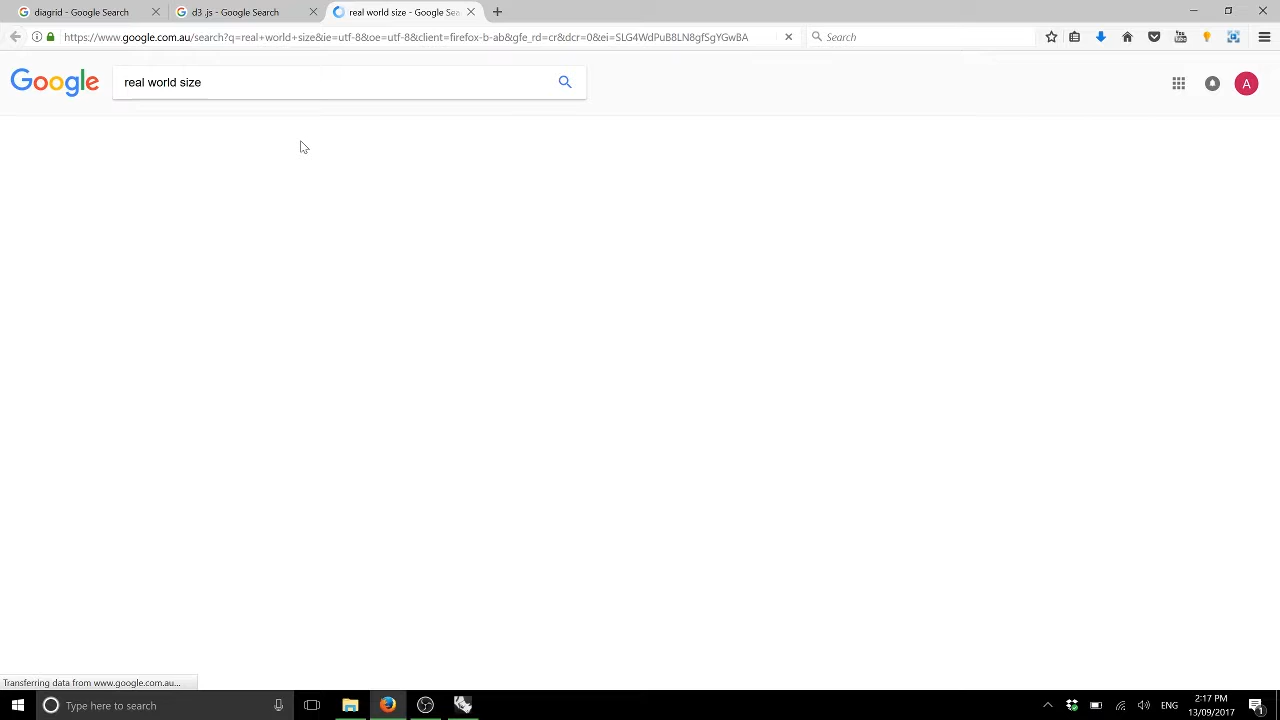 diagrid - Google Search
d3 .js - Google Search
real world size - Google Sea
https://www.google.com.au/search?q=real+world+size&ie=utf-8&oe=utf-8&client=firefox-b-ab&gfe_rd=cr&dcr=0&ei=SLG4WdPuB8LN8gfSgYGwBA
Search
Google
real world size
A
Transferring data from www.google.com.au...
Type here to search
ENG
2:17 PM
13/09/2017
1